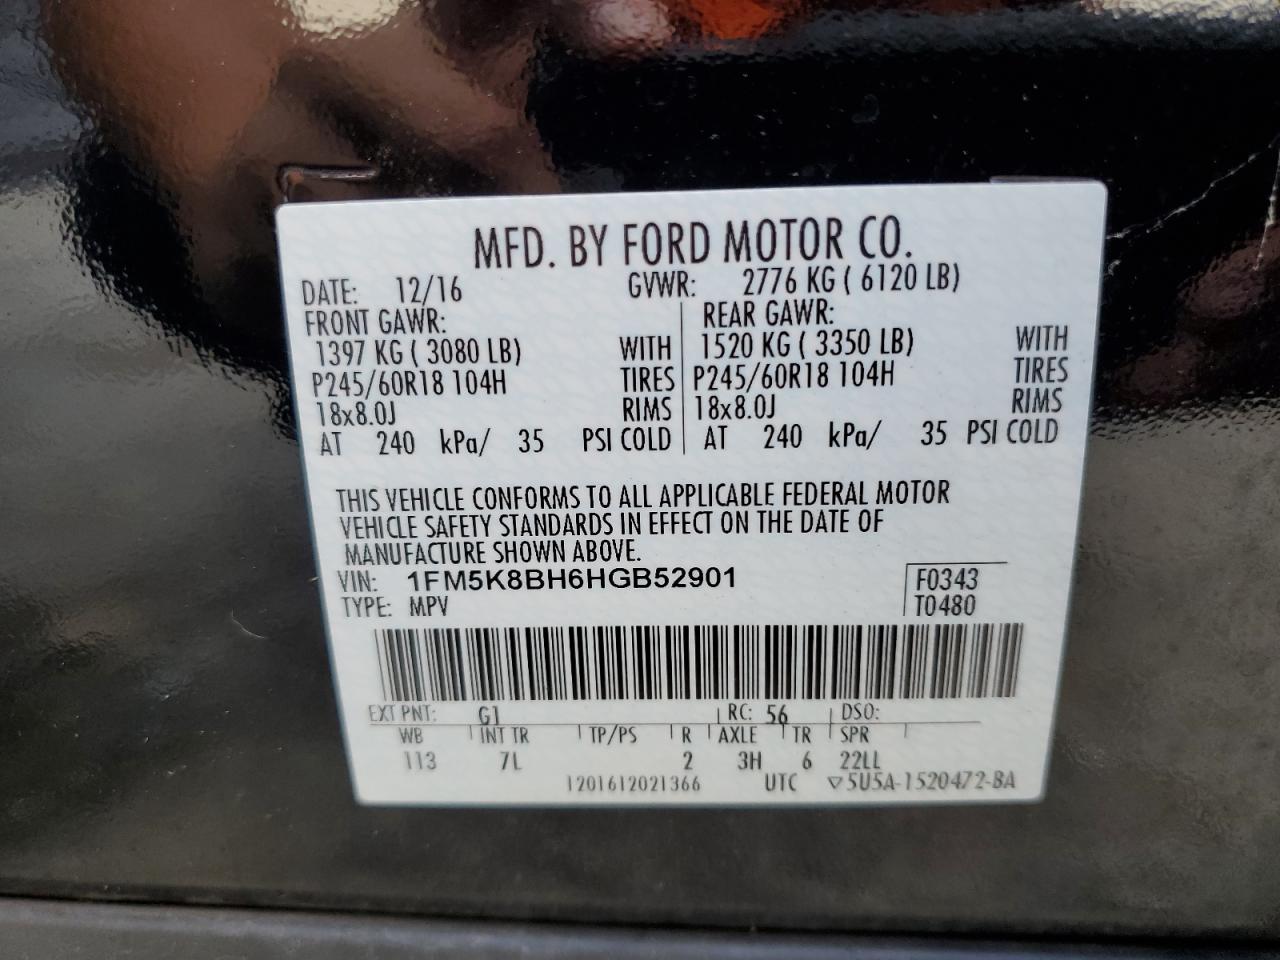 MFD. BY FORD MOTOR CO.
DATE: 12/16 GVWR: 2776 KG ( 6120 LB)
FRONT GAWR: REAR GAWR:
1397 KG ( 3080 LB) WITH 1520 KG ( 3350 LB) WITH
P245/60R18 104H TIRES P245/60R18 104H TIRES
18x8.0J RIMS 18x8.0J RIMS
AT 240 kPa/ 35 PSI COLD AT 240 kPa/ 35 PSI COLD
THIS VEHICLE CONFORMS TO ALL APPLICABLE FEDERAL MOTOR
VEHICLE SAFETY STANDARDS IN EFFECT ON THE DATE OF
MANUFACTURE SHOWN ABOVE.
VIN: 1FM5K8BH6HGB52901 F0343
TYPE: MPV T0480
EXT PNT: G1 RC: 56 DSO:
WB INT TR TP/PS R AXLE TR SPR
113 7L 2 3H 6 22LL
1201612021366 UTC ▽5U5A-1520472-BA